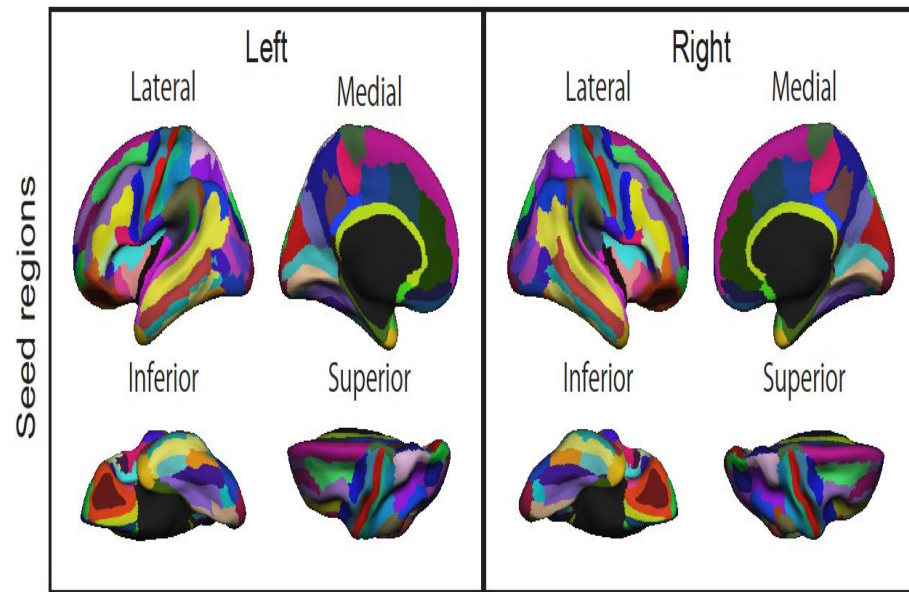 Seed regions
Left
Lateral
Medial
Inferior
Superior
Right
Lateral
Medial
Inferior
Superior